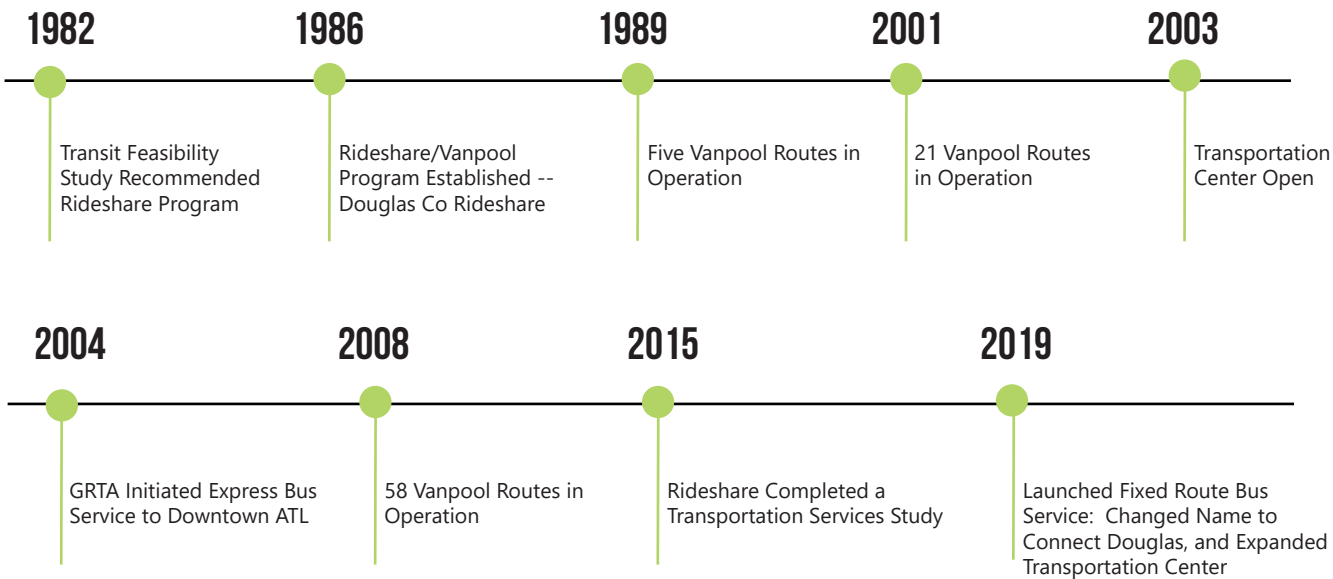 1982
1986
1989
2001
2003
Transit Feasibility
Study Recommended
Rideshare Program
Rideshare/Vanpool
Program Established --
Douglas Co Rideshare
Five Vanpool Routes in
Operation
21 Vanpool Routes
in Operation
Transportation
Center Open
2004
2008
2015
2019
GRTA Initiated Express Bus
Service to Downtown ATL
58 Vanpool Routes in
Operation
Rideshare Completed a
Transportation Services Study
Launched Fixed Route Bus
Service:  Changed Name to
Connect Douglas, and Expanded
Transportation Center